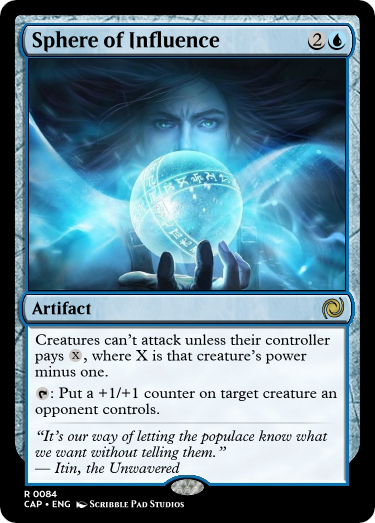 Sphere of Influence 2
Artifact
Creatures can't attack unless their controller
pays X, where X is that creature's power
minus one.
: Put a +1/+1 counter on target creature an
opponent controls.
"It's our way of letting the populace know what
we want without telling them."
— Itin, the Unwavered
R 0084
CAP • ENG Scribble Pad Studios